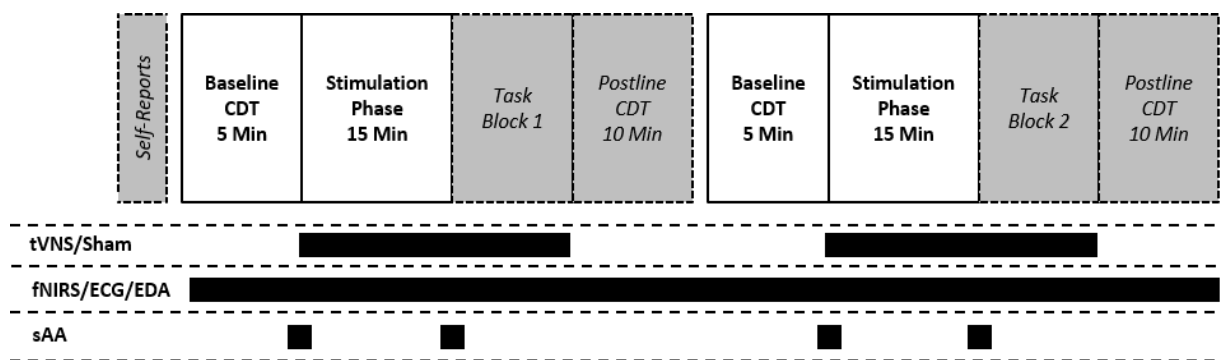 Self-Reports
Baseline
CDT
5 Min
Stimulation
Phase
15 Min
Task
Block 1
Postline
CDT
10 Min
Baseline
CDT
5 Min
Stimulation
Phase
15 Min
Task
Block 2
Postline
CDT
10 Min
tVNS/Sham
fNIRS/ECG/EDA
sAA